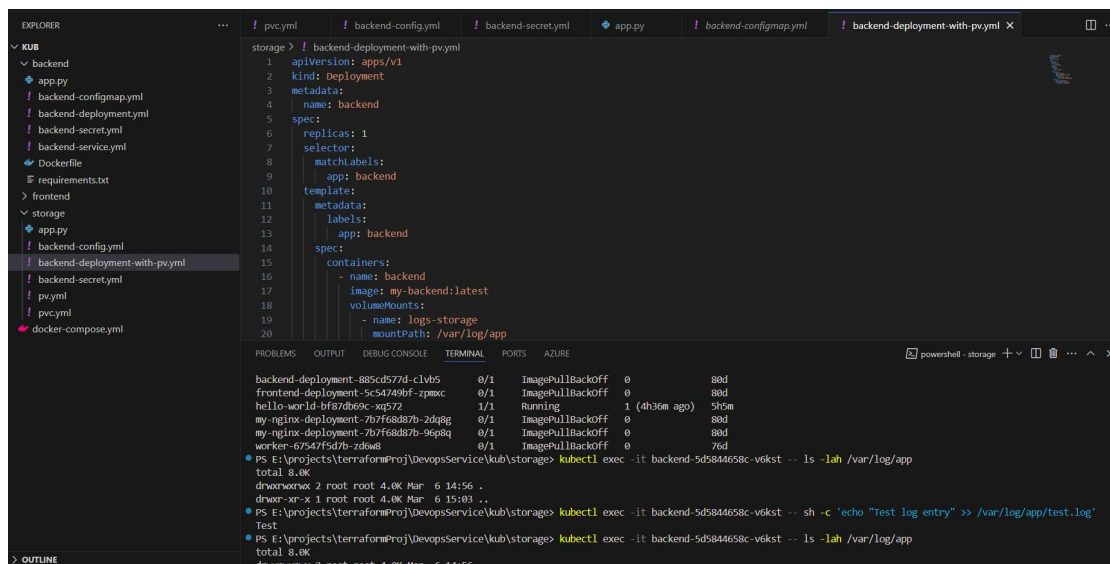 EXPLORER
KUB
backend
app.py
backend-configmap.yml
backend-deployment.yml
backend-secret.yml
backend-service.yml
Dockerfile
requirements.txt
frontend
storage
app.py
backend-config.yml
backend-deployment-with-pv.yml
backend-secret.yml
pv.yml
pvc.yml
docker-compose.yml
OUTLINE
! pvc.yml ! backend-config.yml ! backend-secret.yml app.py ! backend-configmap.yml ! backend-deployment-with-pv.yml
storage > ! backend-deployment-with-pv.yml
1 apiVersion: apps/v1
2 kind: Deployment
3 metadata:
4 name: backend
5 spec:
6 replicas: 1
7 selector:
8 matchLabels:
9 app: backend
10 template:
11 metadata:
12 labels:
13 app: backend
14 spec:
15 containers:
16 - name: backend
17 image: my-backend:latest
18 volumeMounts:
19 - name: logs-storage
20 mountPath: /var/log/app
PROBLEMS OUTPUT DEBUG CONSOLE TERMINAL PORTS AZURE powershell - storage
backend-deployment-885cd577d-clvb5 0/1 ImagePullBackOff 0 80d
frontend-deployment-5c54749bf-zpmxc 0/1 ImagePullBackOff 0 80d
hello-world-bf87db69c-xq572 1/1 Running 1 (4h36m ago) 5h5m
my-nginx-deployment-7b7f68d87b-2dq8g 0/1 ImagePullBackOff 0 80d
my-nginx-deployment-7b7f68d87b-96p8q 0/1 ImagePullBackOff 0 80d
worker-67547f5d7b-zd6w8 0/1 ImagePullBackOff 0 76d
PS E:\projects\terraformProj\DevopsService\kub\storage> kubectl exec -it backend-5d5844658c-v6kst -- ls -lah /var/log/app
total 8.0K
drwxrwxrwx 2 root root 4.0K Mar 6 14:56 .
drwxr-xr-x 1 root root 4.0K Mar 6 15:03 ..
PS E:\projects\terraformProj\DevopsService\kub\storage> kubectl exec -it backend-5d5844658c-v6kst -- sh -c 'echo "Test log entry" >> /var/log/app/test.log'
Test
PS E:\projects\terraformProj\DevopsService\kub\storage> kubectl exec -it backend-5d5844658c-v6kst -- ls -lah /var/log/app
total 8.0K